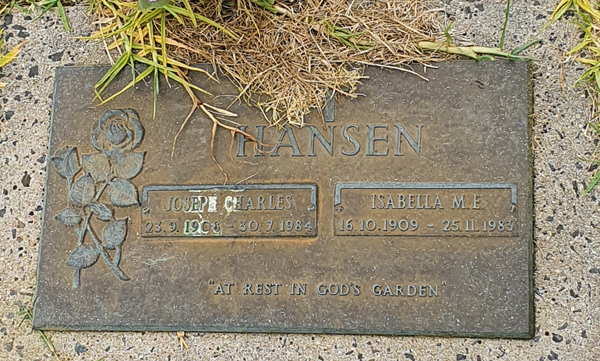 HANSEN
JOSEPH CHARLES
23.9.1908 - 30.7.1984
ISABELLA M.E.
16.10.1909 - 25.11.1983
"AT REST IN GOD'S GARDEN"